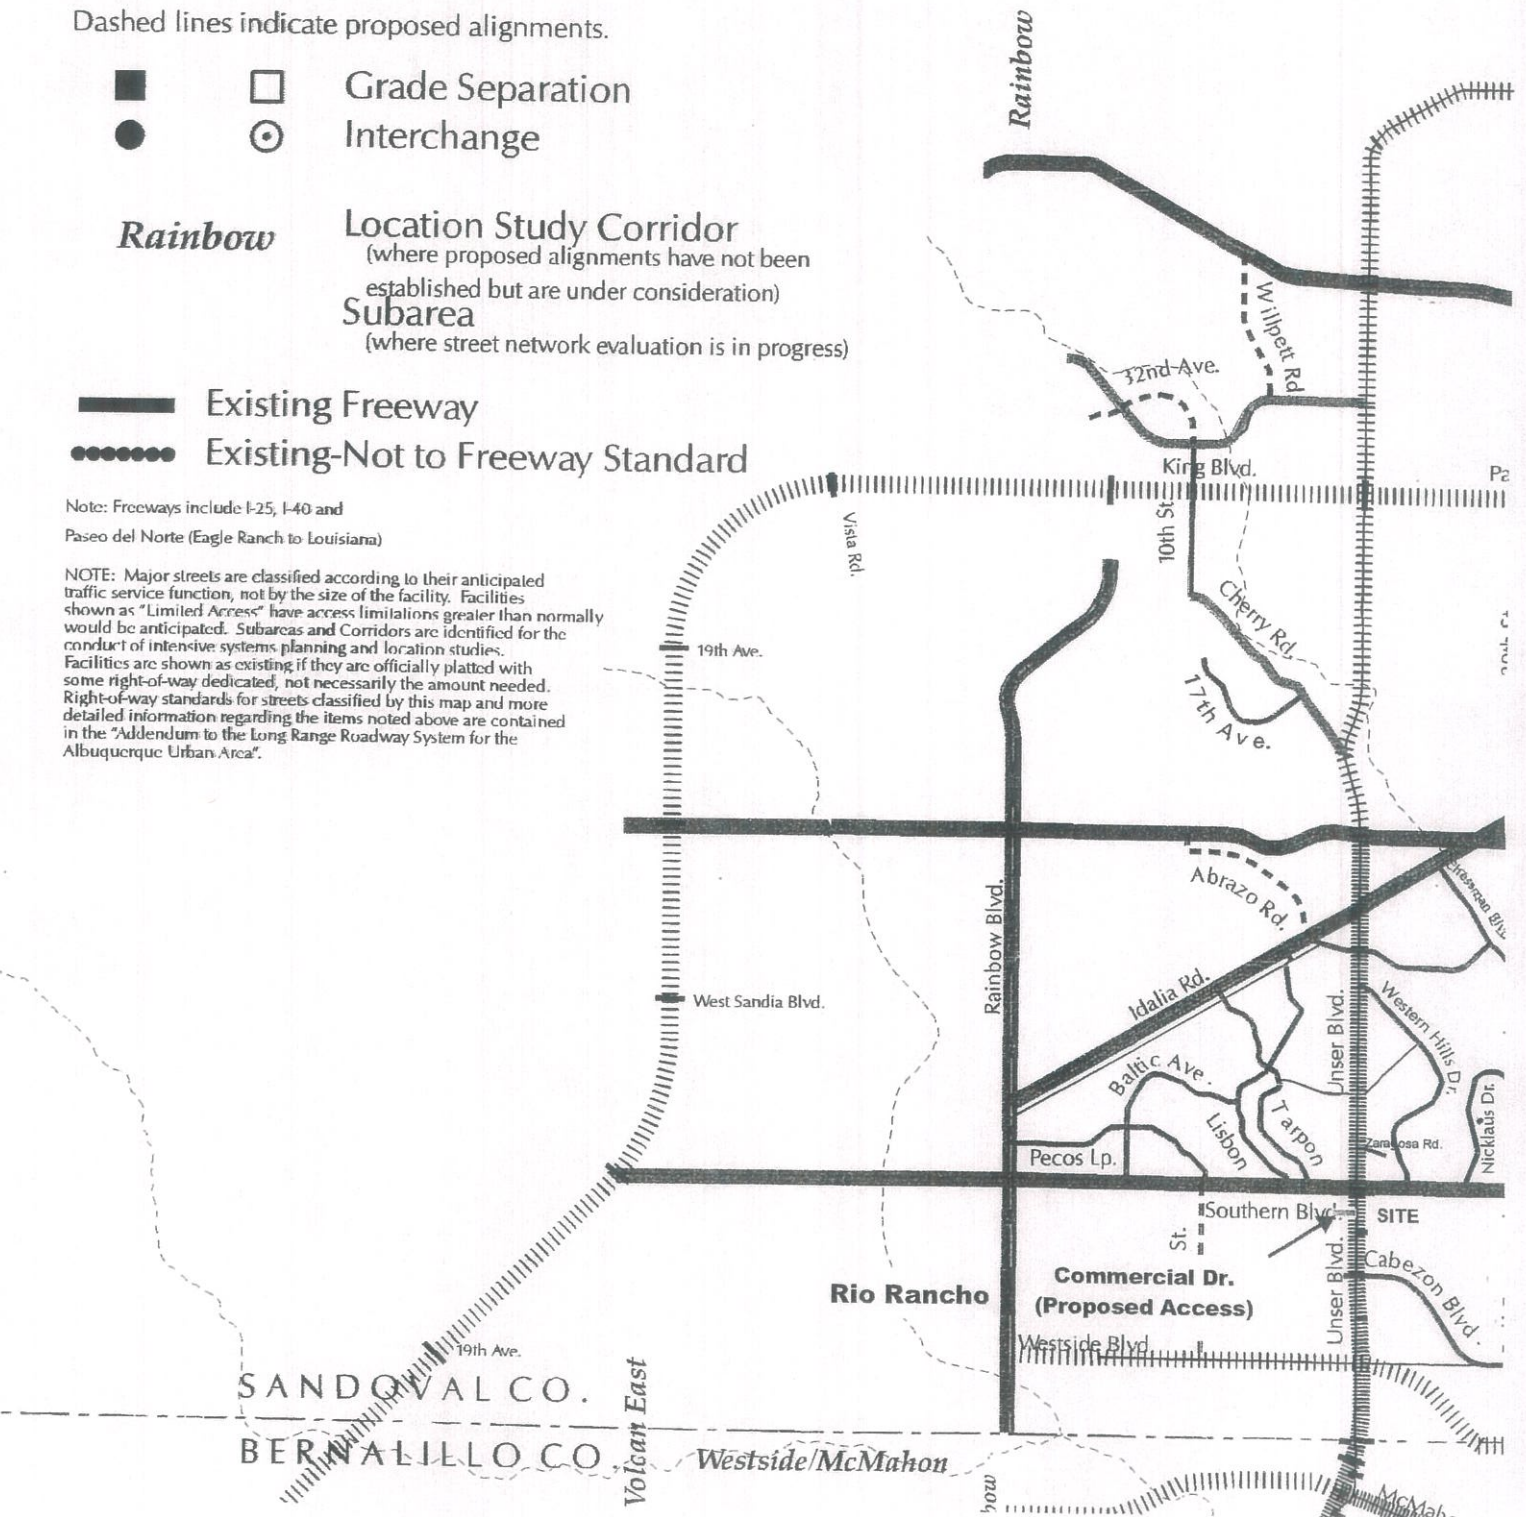 Dashed lines indicate proposed alignments.
Grade Separation
Interchange
Rainbow
Location Study Corridor
(where proposed alignments have not been
established but are under consideration)
Subarea
(where street network evaluation is in progress)
Existing Freeway
Existing-Not to Freeway Standard
Note: Freeways include I-25, I-40 and
Paseo del Norte (Eagle Ranch to Louisiana)
NOTE: Major streets are classified according to their anticipated
traffic service function, not by the size of the facility. Facilities
shown as "Limited Access" have access limitations greater than normally
would be anticipated. Subareas and Corridors are identified for the
conduct of intensive systems planning and location studies.
Facilities are shown as existing if they are officially platted with
some right-of-way dedicated, not necessarily the amount needed.
Right-of-way standards for streets classified by this map and more
detailed information regarding the items noted above are contained
in the "Addendum to the Long Range Roadway System for the
Albuquerque Urban Area".
Rainbow
Willpett Rd
32nd Ave.
King Blvd.
Pa
Vista Rd.
10th St.
Cherry Rd.
17th Ave.
19th Ave.
Abrazo Rd.
Rainbow Blvd.
West Sandia Blvd.
Idalia Rd.
Unser Blvd.
Western Hills Dr.
Baltic Ave.
Lisbon
Tarpon
Zaragosa Rd.
Nicklaus Dr.
Pecos Lp.
Southern Blvd.
SITE
St.
Unser Blvd.
Cabezon Blvd.
Commercial Dr.
(Proposed Access)
Rio Rancho
Westside Blvd.
19th Ave.
SANDOVAL CO.
BERNALILLO CO.
Volcan East
Westside/McMahon
bow
McMah